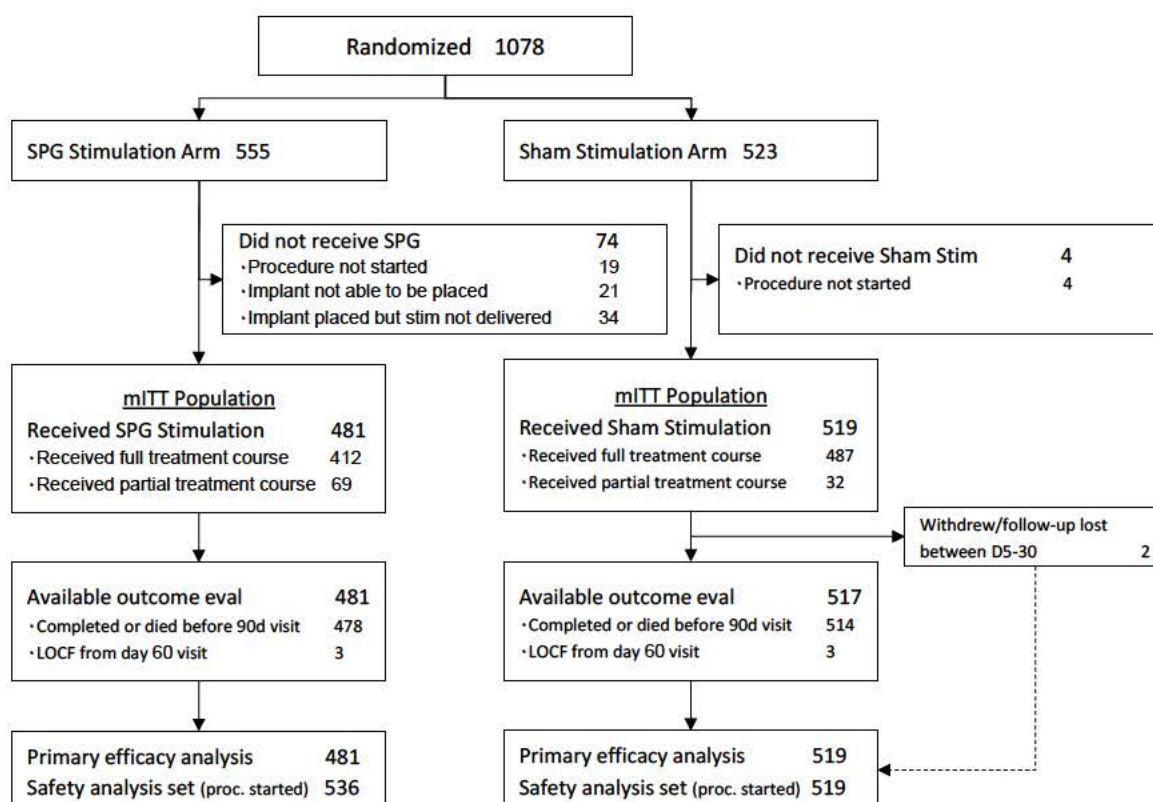 Randomized 1078
SPG Stimulation Arm 555
Sham Stimulation Arm 523
Did not receive SPG 74
·Procedure not started 19
·Implant not able to be placed 21
·Implant placed but stim not delivered 34
Did not receive Sham Stim 4
·Procedure not started 4
mITT Population
Received SPG Stimulation 481
·Received full treatment course 412
·Received partial treatment course 69
mITT Population
Received Sham Stimulation 519
·Received full treatment course 487
·Received partial treatment course 32
Withdrew/follow-up lost
between D5-30 2
Available outcome eval 481
·Completed or died before 90d visit 478
·LOCF from day 60 visit 3
Available outcome eval 517
·Completed or died before 90d visit 514
·LOCF from day 60 visit 3
Primary efficacy analysis 481
Safety analysis set (proc. started) 536
Primary efficacy analysis 519
Safety analysis set (proc. started) 519